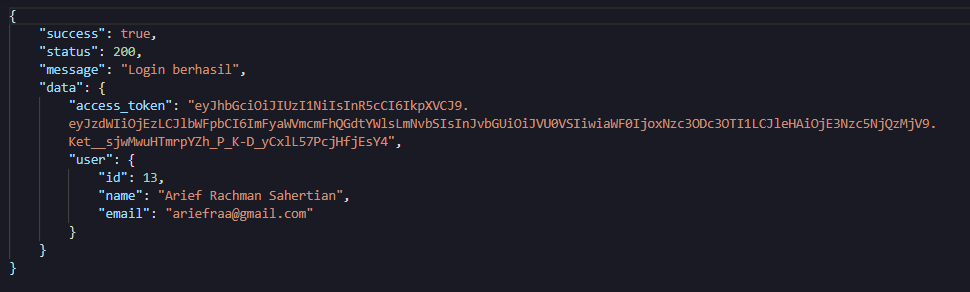 {
"success": true,
"status": 200,
"message": "Login berhasil",
"data": {
"access_token": "eyJhbGciOiJIUzI1NiIsInR5cCI6IkpXVCJ9.
eyJzdWIiOjEzLCJlbWFpbCI6ImFyaWVmcmFhQGdtYWlsLmNvbSIsInJvbGUiOiJVU0VSIiwiaWF0IjoxNzc3ODc3OTI1LCJleHAiOjE3Nzc5NjQzMjV9.
Ket__sjwMwuHTmrpYZh_P_K-D_yCxlL57PcjHfjEsY4",
"user": {
"id": 13,
"name": "Arief Rachman Sahertian",
"email": "ariefraa@gmail.com"
}
}
}